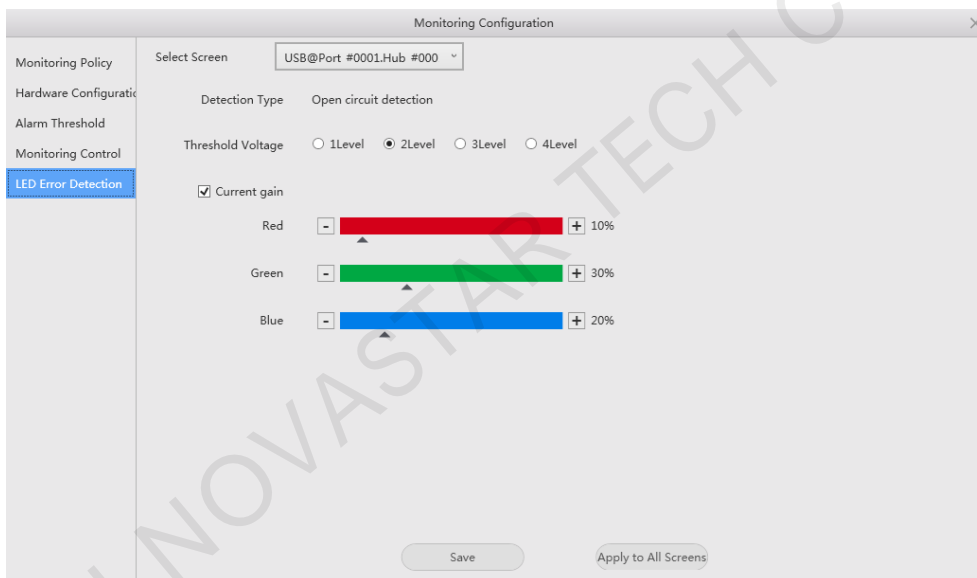 Monitoring Configuration
Select Screen USB@Port #0001.Hub #000
Monitoring Policy
Hardware Configuratic
Alarm Threshold
Monitoring Control
LED Error Detection
Detection Type Open circuit detection
Threshold Voltage 1Level 2Level 3Level 4Level
Current gain
Red - + 10%
Green - + 30%
Blue - + 20%
Save Apply to All Screens
NOVASTAR TECH C